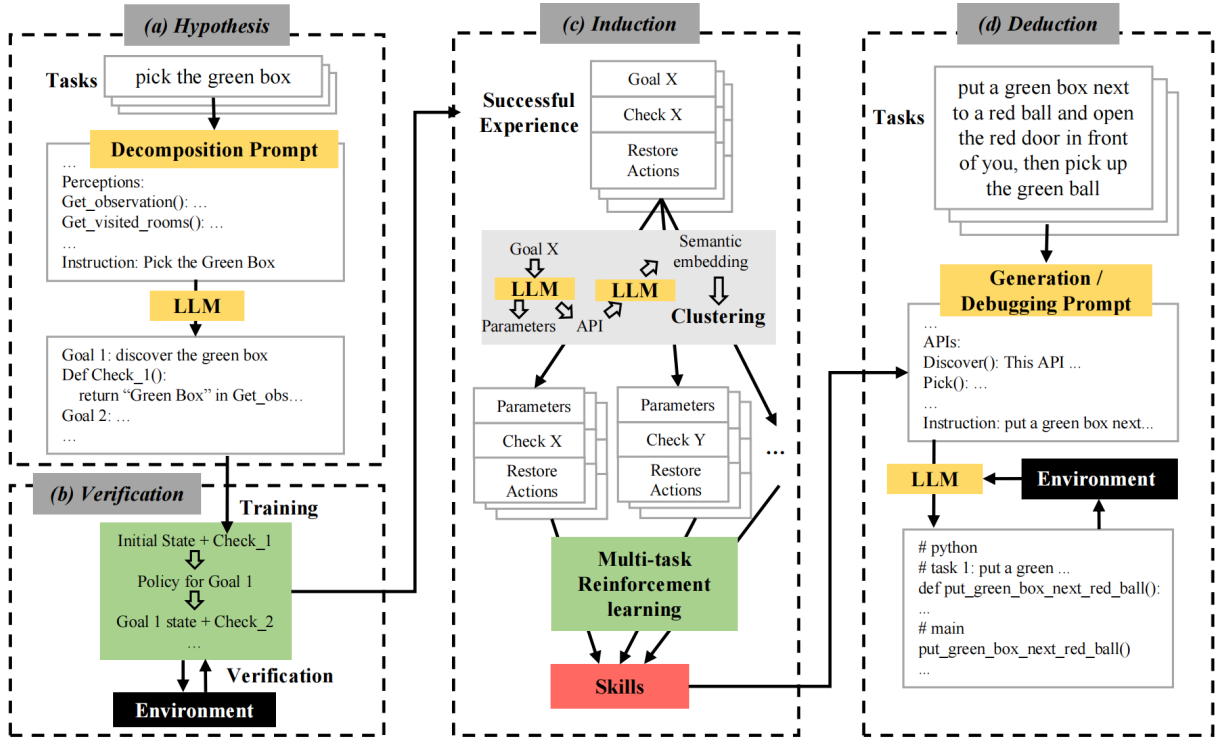 (a) Hypothesis
Tasks
pick the green box
Decomposition Prompt
...
Perceptions:
Get_observation(): ...
Get_visited_rooms(): ...
...
Instruction: Pick the Green Box
LLM
Goal 1: discover the green box
Def Check_1():
return “Green Box” in Get_obs...
Goal 2: ...
...
(b) Verification
Training
Initial State + Check_1
Policy for Goal 1
Goal 1 state + Check_2
...
Verification
Environment
(c) Induction
Successful
Experience
Goal X
Check X
Restore
Actions
Goal X
LLM
Parameters
API
LLM
Semantic
embedding
Clustering
Parameters
Check X
Restore
Actions
Parameters
Check Y
Restore
Actions
...
Multi-task
Reinforcement
learning
Skills
(d) Deduction
Tasks
put a green box next
to a red ball and open
the red door in front
of you, then pick up
the green ball
Generation /
Debugging Prompt
...
APIs:
Discover(): This API ...
Pick(): ...
...
Instruction: put a green box next...
LLM
Environment
# python
# task 1: put a green ...
def put_green_box_next_red_ball():
...
# main
put_green_box_next_red_ball()
...